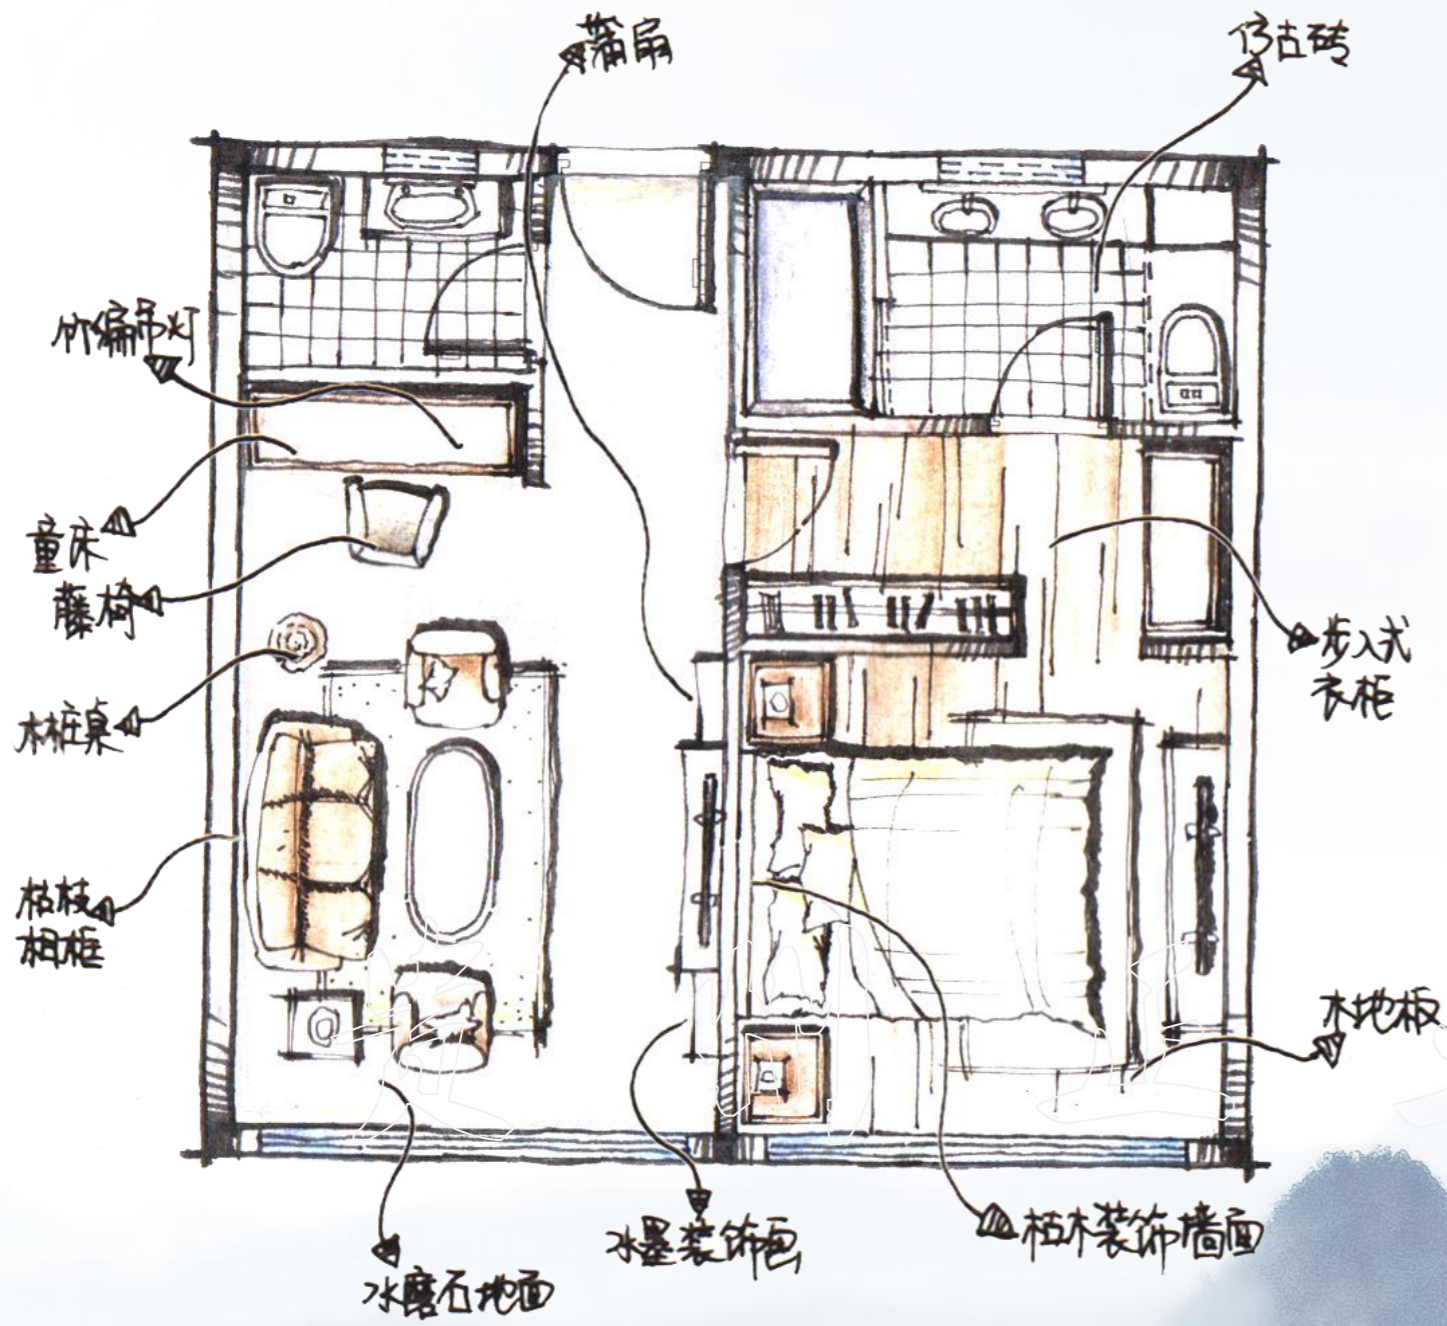 蒲扇
仿古砖
竹编吊灯
童床
藤椅
木桩桌
枯枝
相框
步入式
衣柜
木地板
水磨石地面
水墨装饰画
枯木装饰墙面